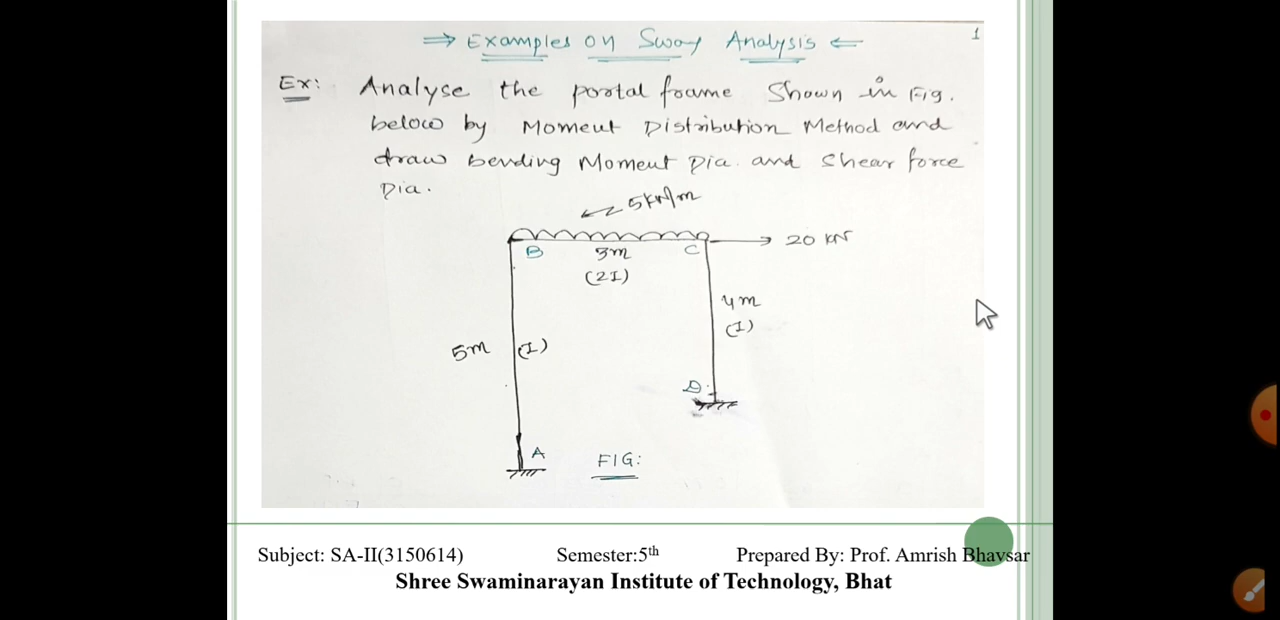 ⇒ Examples on Sway Analysis ⇐
1
Ex: Analyse the portal frame shown in Fig.
below by Moment Distribution Method and
draw bending Moment Dia. and Shear force
Dia.
5kN/m
B
3m
C
20 kN
(2I)
4m
(I)
5m
(I)
D
A
FIG:
Subject: SA-II(3150614) Semester:5th Prepared By: Prof. Amrish Bhavsar
Shree Swaminarayan Institute of Technology, Bhat